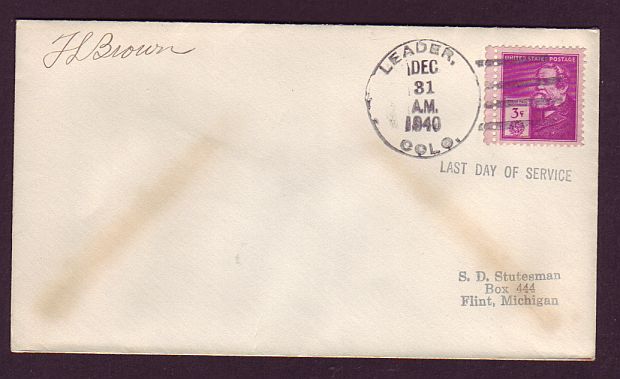 FL Brown
LEADER,
DEC
31
A.M.
1940
COLO.
UNITED STATES POSTAGE
3¢
LAST DAY OF SERVICE
S. D. Stutesman
Box 444
Flint, Michigan